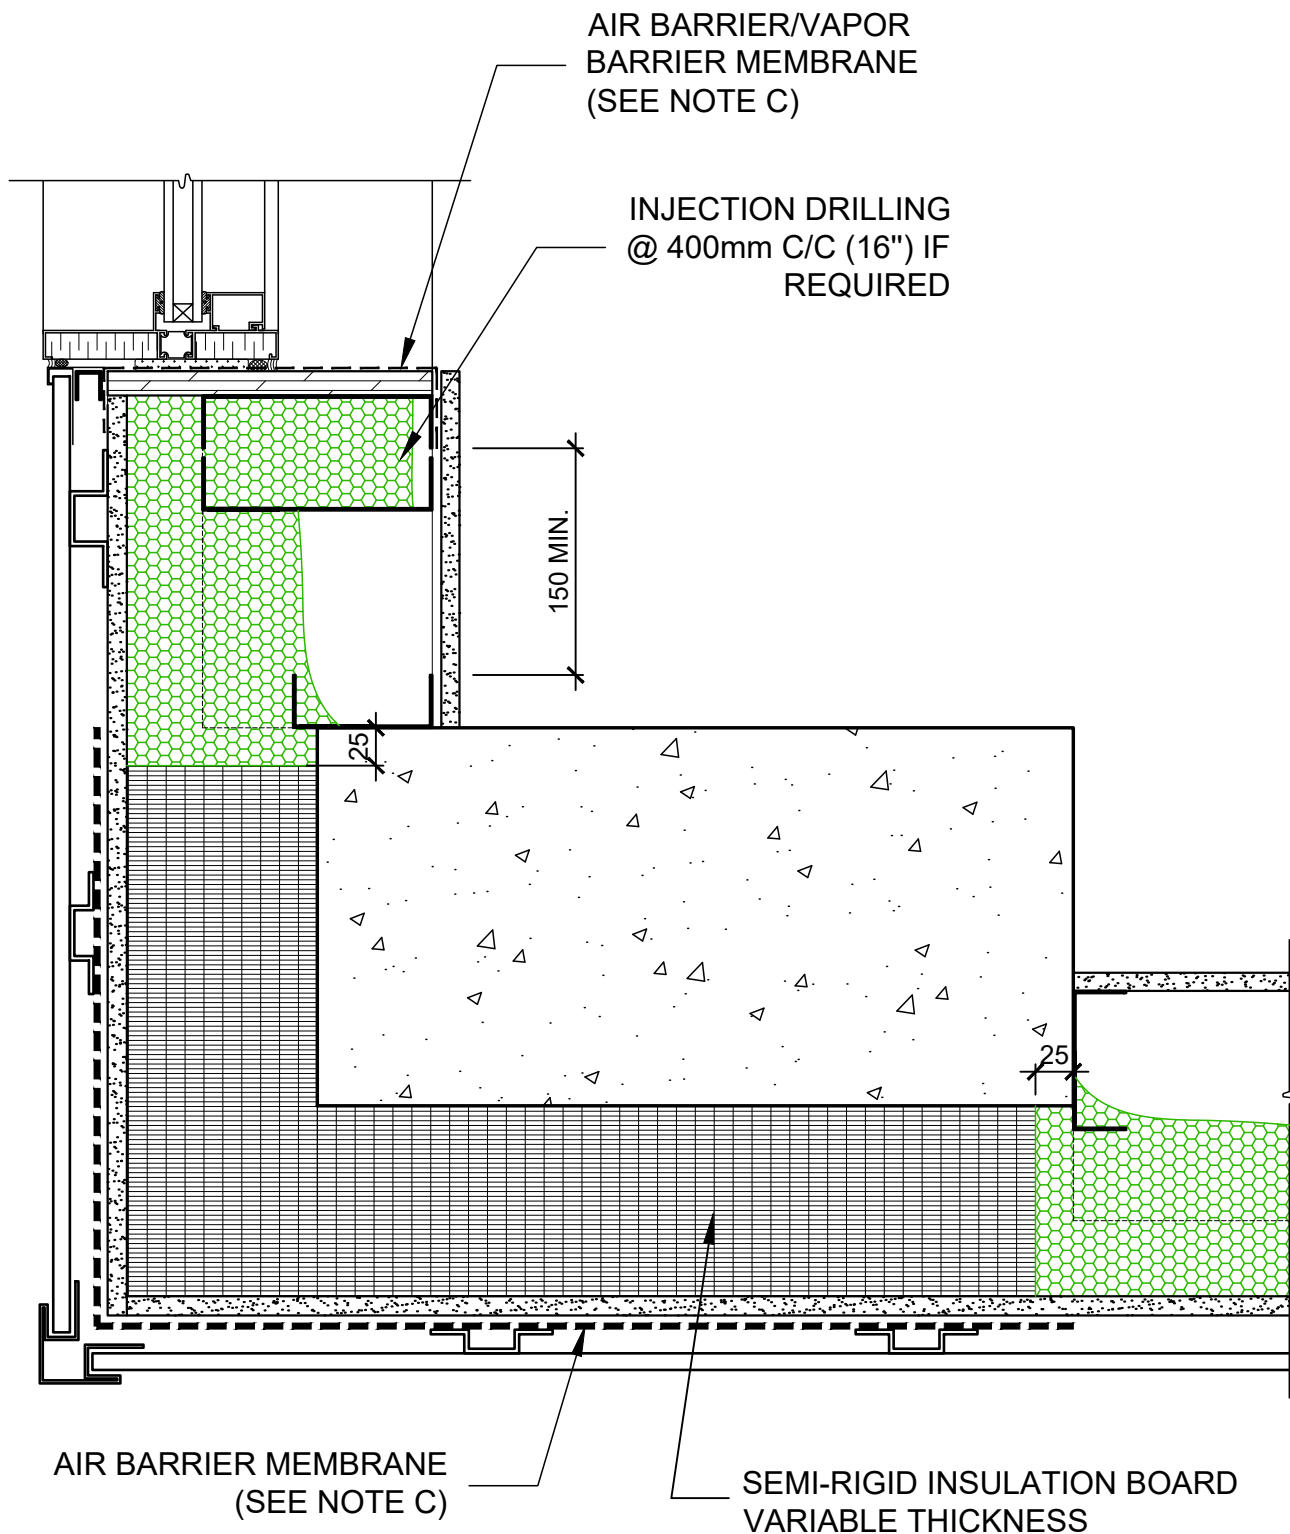 AIR BARRIER/VAPOR
BARRIER MEMBRANE
(SEE NOTE C)
INJECTION DRILLING
@ 400mm C/C (16") IF
REQUIRED
150 MIN.
25
25
AIR BARRIER MEMBRANE
(SEE NOTE C)
SEMI-RIGID INSULATION BOARD
VARIABLE THICKNESS